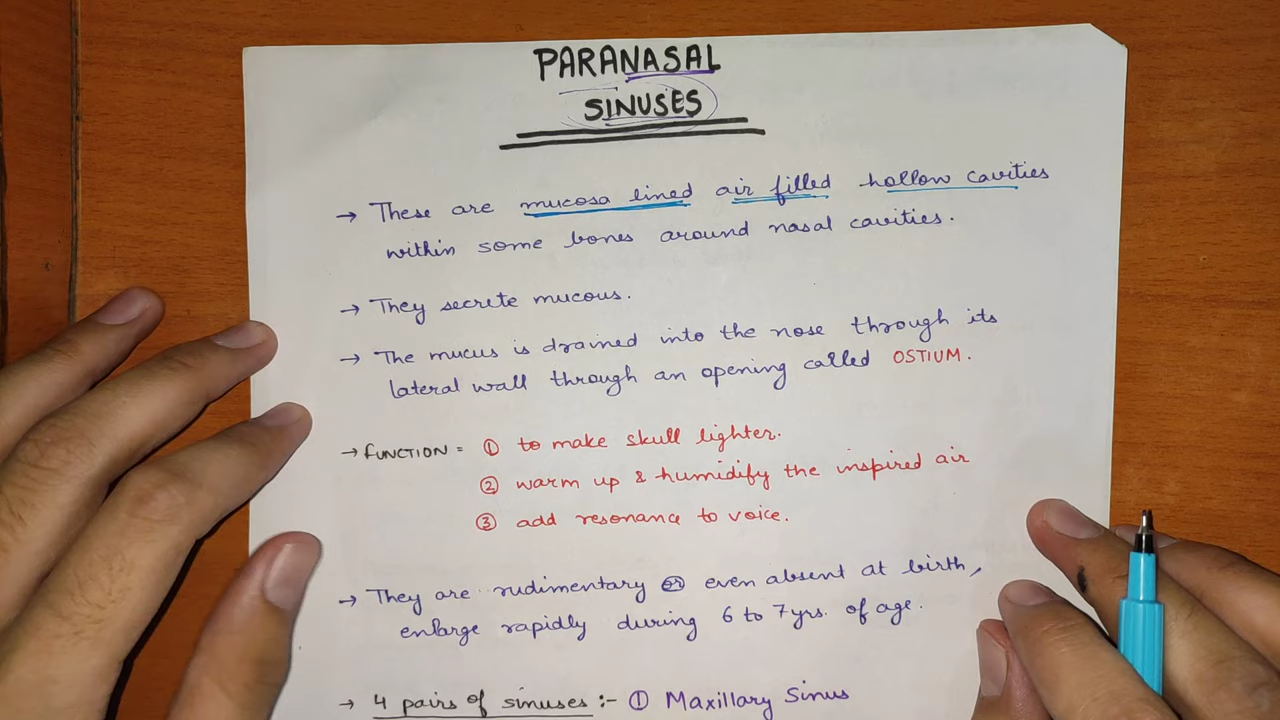 PARANASAL
SINUSES
→ These are mucosa lined air filled hollow cavities
within some bones around nasal cavities.
→ They secrete mucous.
→ The mucus is drained into the nose through its
lateral wall through an opening called OSTIUM.
→ FUNCTION = ① to make skull lighter.
② warm up & humidify the inspired air
③ add resonance to voice.
→ They are rudimentary or even absent at birth,
enlarge rapidly during 6 to 7 yrs. of age.
→ 4 pairs of sinuses :- ① Maxillary Sinus